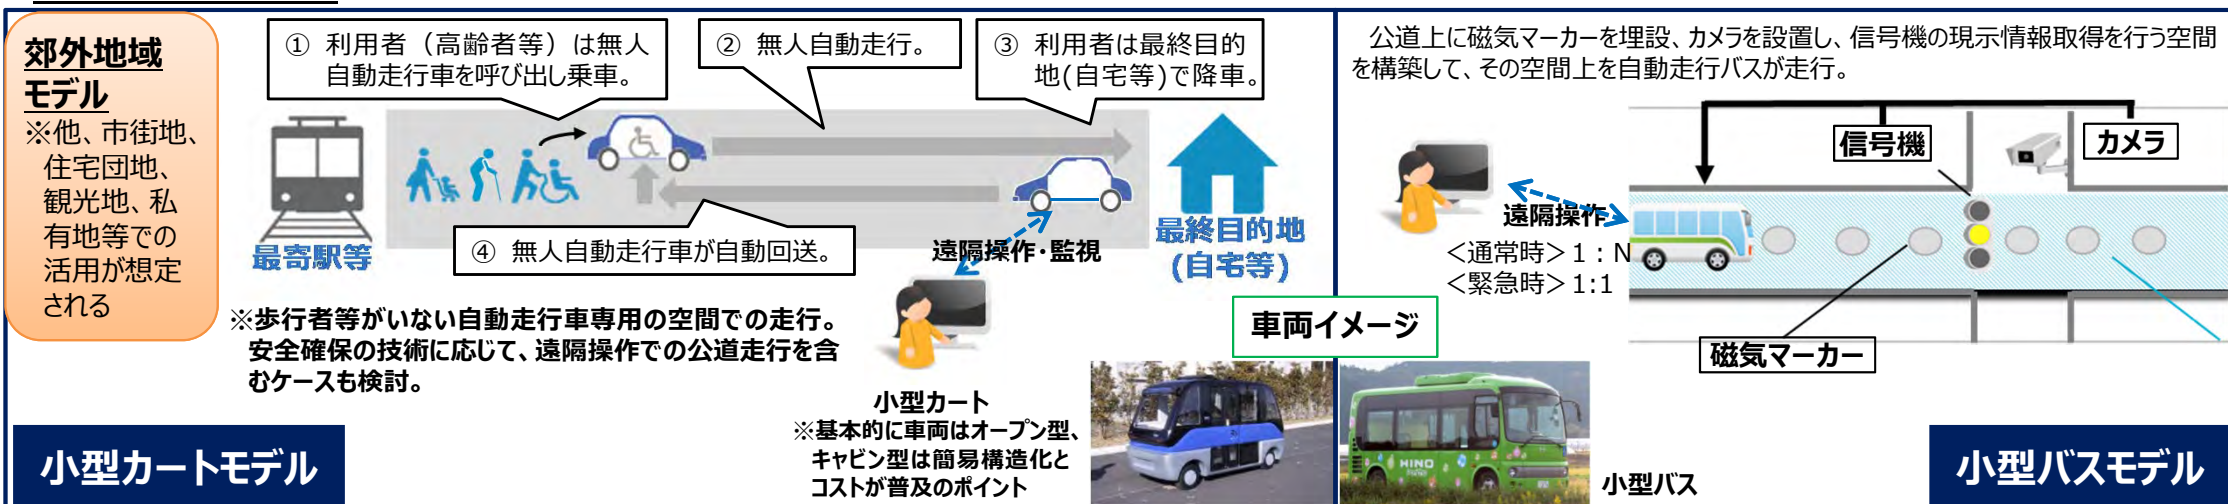 郊外地域
モデル
※他、市街地、
住宅団地、
観光地、私
有地等での
活用が想定
される
① 利用者（高齢者等）は無人
自動走行車を呼び出し乗車。
② 無人自動走行。
③ 利用者は最終目的
地(自宅等)で降車。
最寄駅等
④ 無人自動走行車が自動回送。
遠隔操作・監視
最終目的地
(自宅等)
※歩行者等がいない自動走行車専用の空間での走行。
安全確保の技術に応じて、遠隔操作での公道走行を含
むケースも検討。
小型カート
※基本的に車両はオープン型、
キャビン型は簡易構造化と
コストが普及のポイント
小型カートモデル
車両イメージ
公道上に磁気マーカーを埋設、カメラを設置し、信号機の現示情報取得を行う空間
を構築して、その空間上を自動走行バスが走行。
信号機
カメラ
遠隔操作
＜通常時＞1：N
＜緊急時＞1:1
磁気マーカー
HINO
小型バス
小型バスモデル